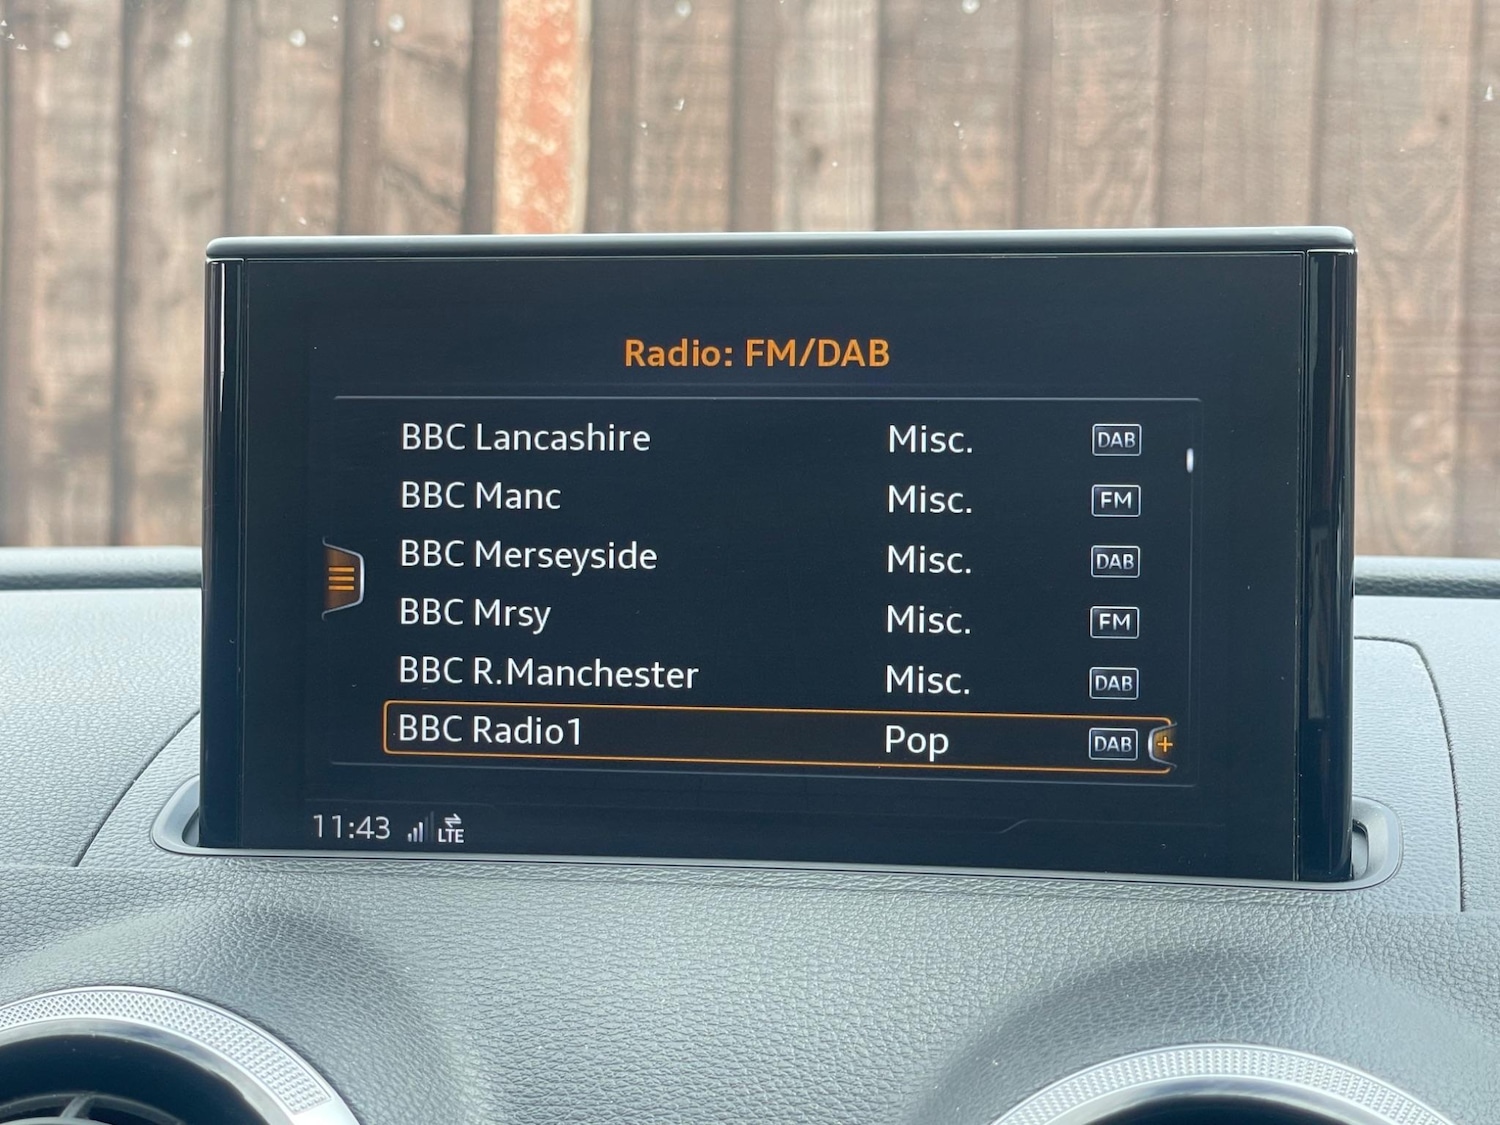 Radio: FM/DAB
BBC Lancashire Misc. DAB
BBC Manc Misc. FM
BBC Merseyside Misc. DAB
BBC Mrsy Misc. FM
BBC R.Manchester Misc. DAB
BBC Radio1 Pop DAB +
11:43 LTE